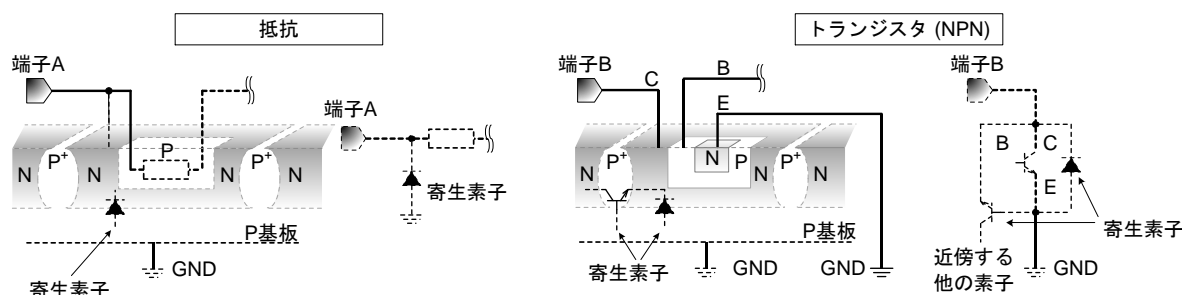 抵抗
トランジスタ (NPN)
端子A
端子A
P
N
P+
N
P+
N
N
寄生素子
P基板
GND
寄生素子
端子B
C
B
E
N
P+
N
N
P
P+
N
N
P基板
寄生素子
GND
GND
端子B
B
C
E
寄生素子
近傍する
他の素子